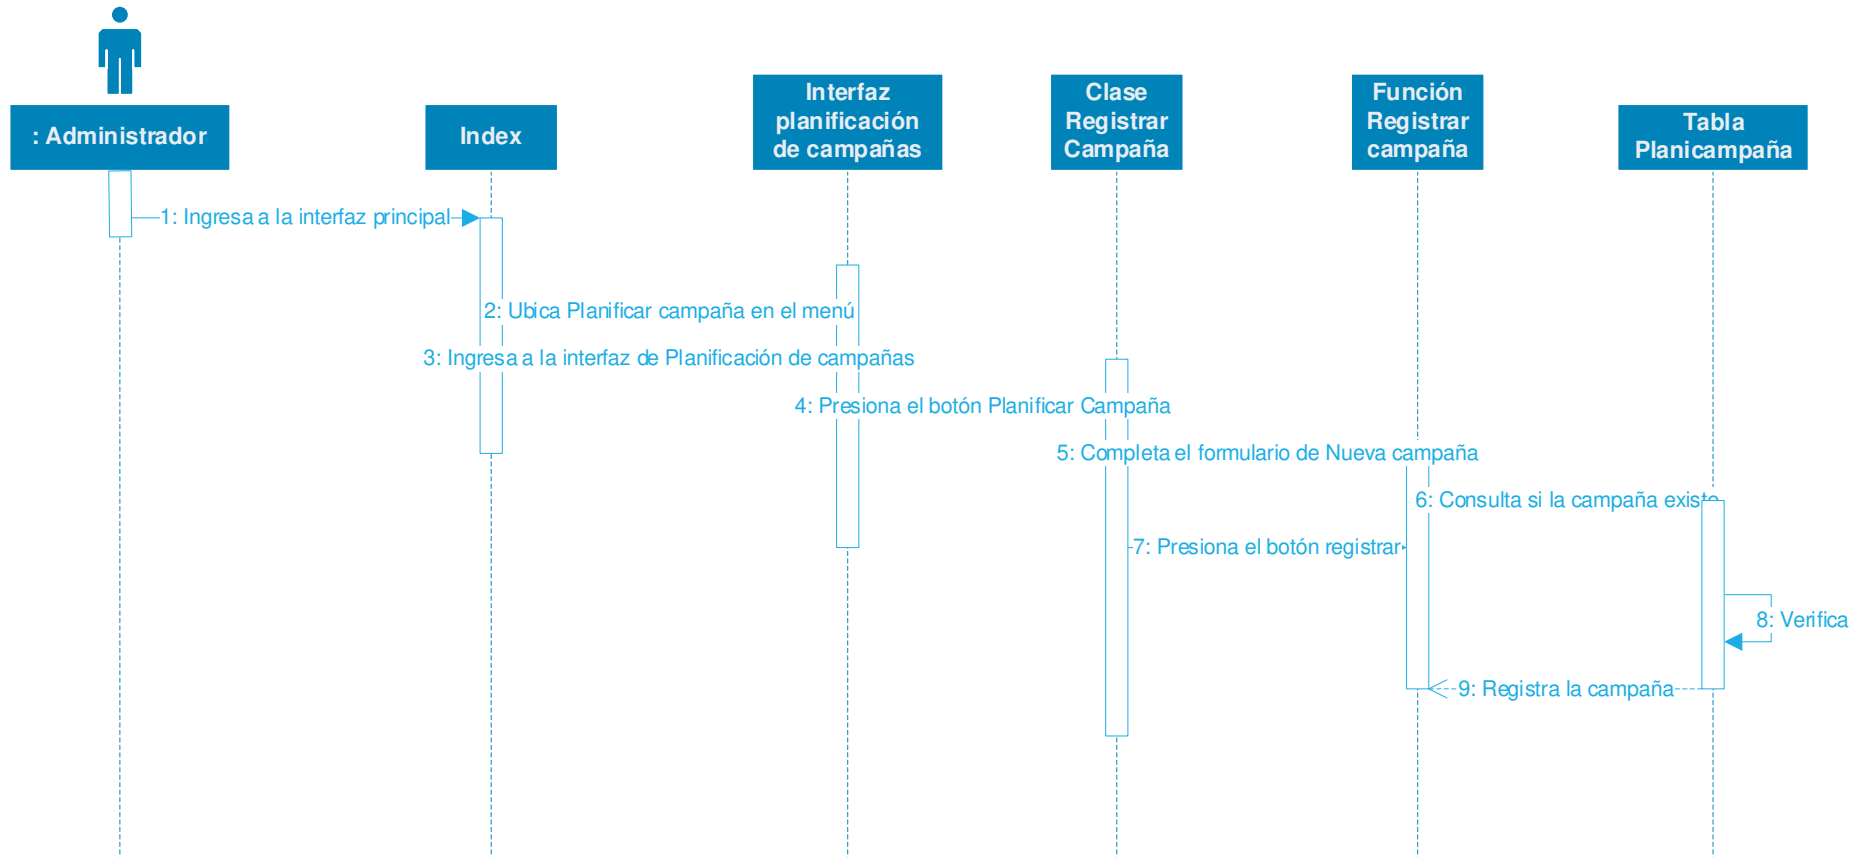 : Administrador
Index
Interfaz
planificación
de campañas
Clase
Registrar
Campaña
Función
Registrar
campaña
Tabla
Planicampaña
1: Ingresa a la interfaz principal
2: Ubica Planificar campaña en el menú
3: Ingresa a la interfaz de Planificación de campañas
4: Presiona el botón Planificar Campaña
5: Completa el formulario de Nueva campaña
6: Consulta si la campaña existe
7: Presiona el botón registrar
8: Verifica
9: Registra la campaña